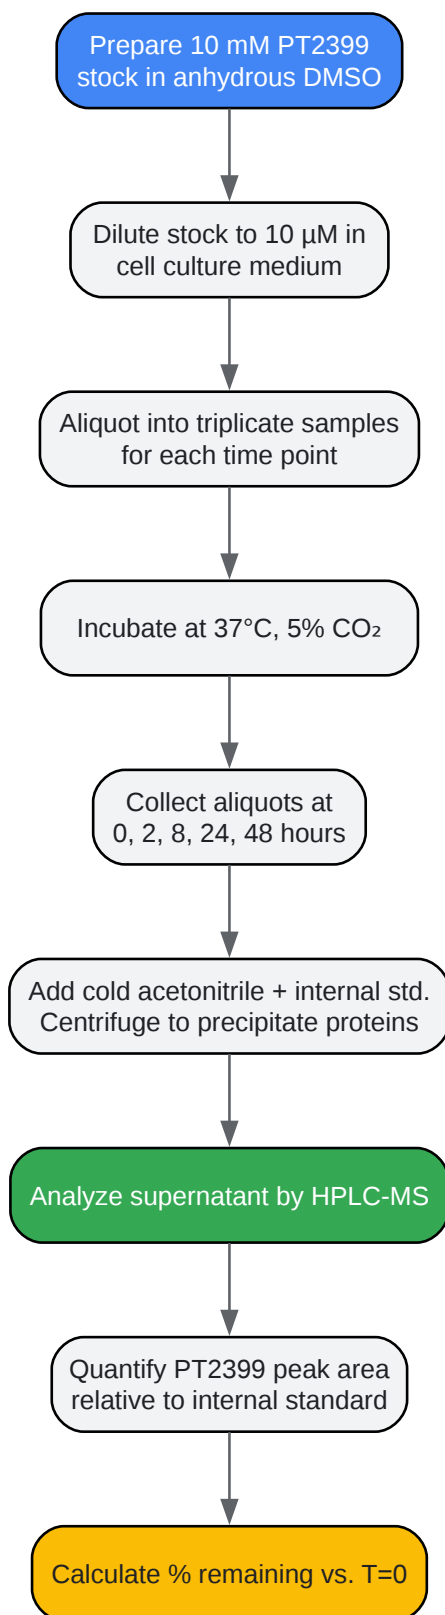 Prepare 10 mM PT2399
stock in anhydrous DMSO
Dilute stock to 10 µM in
cell culture medium
Aliquot into triplicate samples
for each time point
Incubate at 37°C, 5% CO₂
Collect aliquots at
0, 2, 8, 24, 48 hours
Add cold acetonitrile + internal std.
Centrifuge to precipitate proteins
Analyze supernatant by HPLC-MS
Quantify PT2399 peak area
relative to internal standard
Calculate % remaining vs. T=0